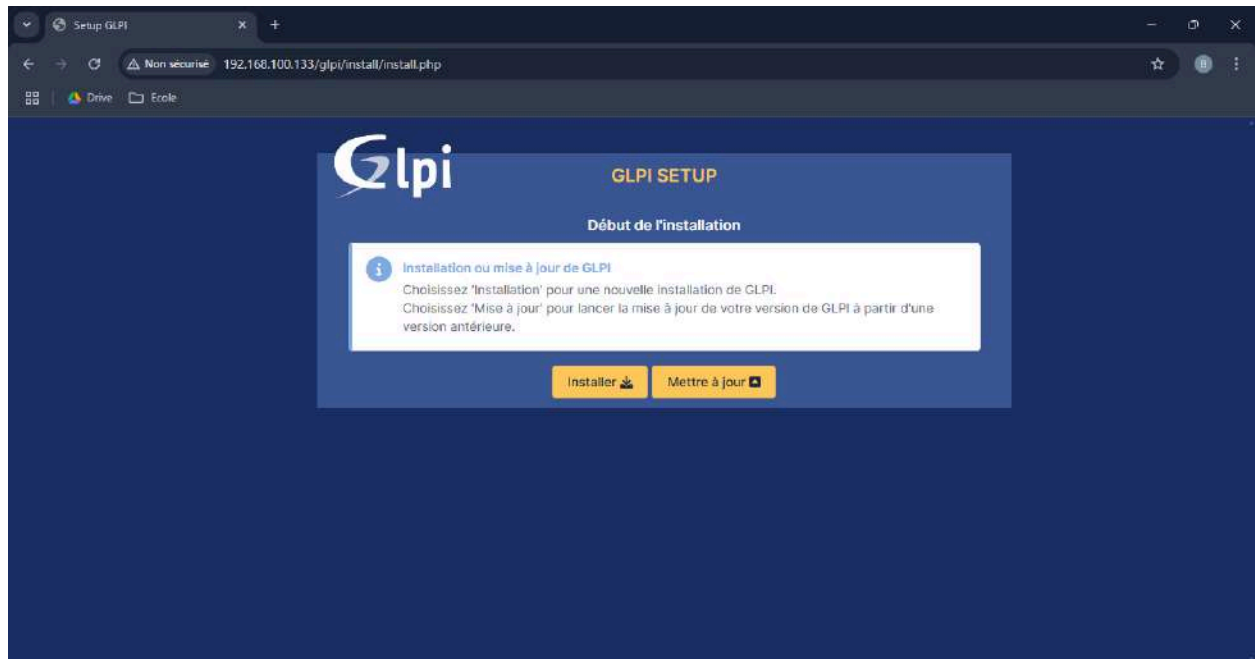 Setup GLPI
Non sécurisé 192.168.100.133/glpi/install/install.php
B
Drive Ecole
Glpi
GLPI SETUP
Début de l'installation
Installation ou mise à jour de GLPI
Choisissez 'Installation' pour une nouvelle installation de GLPI.
Choisissez 'Mise à jour' pour lancer la mise à jour de votre version de GLPI à partir d'une
version antérieure.
Installer Mettre à jour